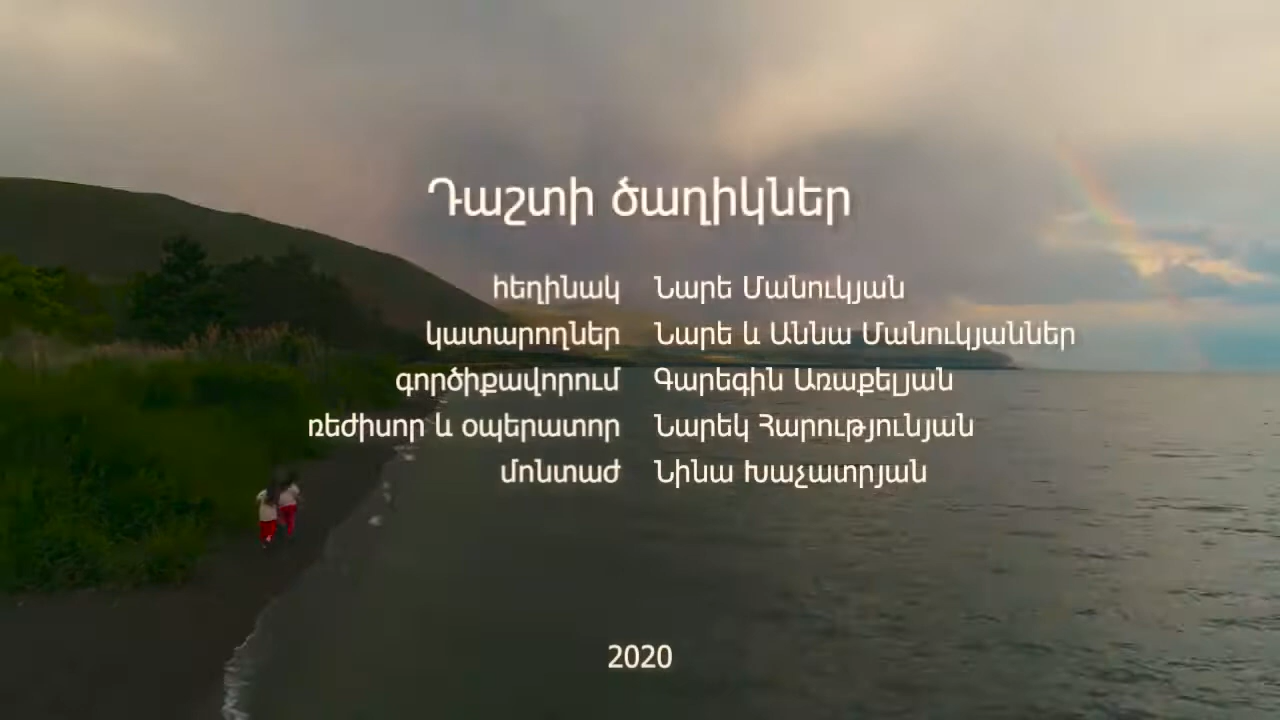 Դաշտի ծաղիկներ
հեղինակ Նարե Մանուկյան
կատարողներ Նարե և Աննա Մանուկյաններ
գործիքավորում Գարեգին Առաքելյան
ռեժիսոր և օպերատոր Նարեկ Հարությունյան
մոնտաժ Նինա Խաչատրյան
2020